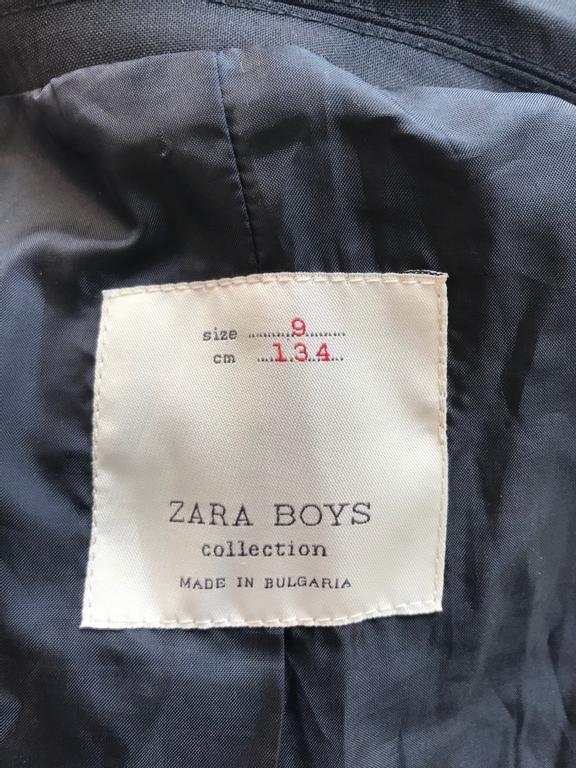 size ..........9..........
cm ....134....
ZARA BOYS
collection
MADE IN BULGARIA